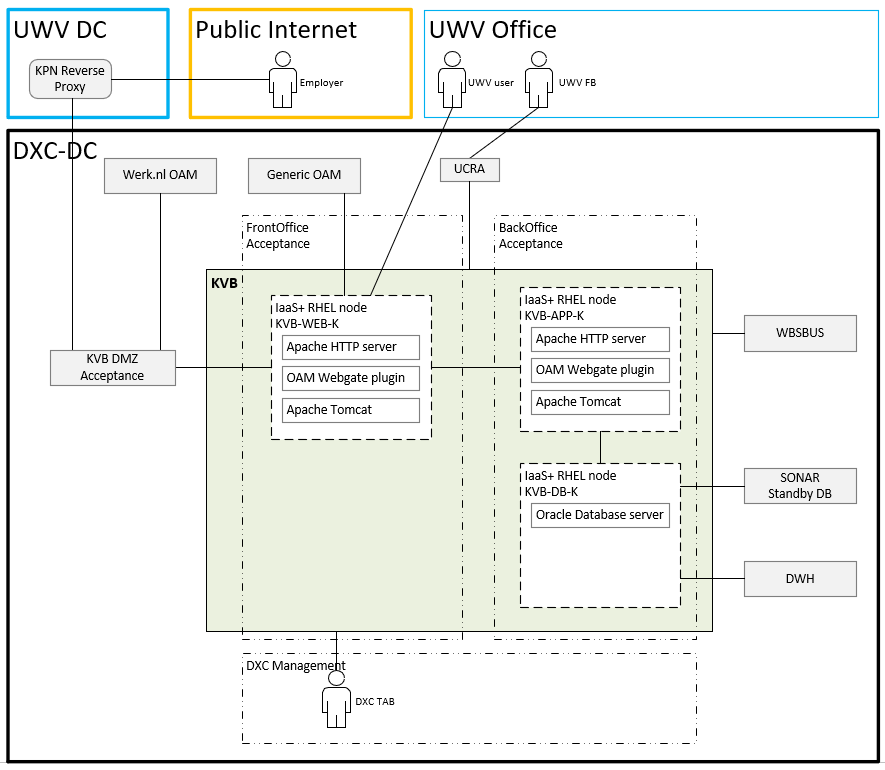 UWV DC
KPN Reverse
Proxy
Public Internet
Employer
UWV Office
UWV user
UWV FB
DXC-DC
Werk.nl OAM
Generic OAM
UCRA
FrontOffice
Acceptance
BackOffice
Acceptance
KVB
IaaS+ RHEL node
KVB-WEB-K
Apache HTTP server
OAM Webgate plugin
Apache Tomcat
IaaS+ RHEL node
KVB-APP-K
Apache HTTP server
OAM Webgate plugin
Apache Tomcat
WBSBUS
KVB DMZ
Acceptance
IaaS+ RHEL node
KVB-DB-K
Oracle Database server
SONAR
Standby DB
DWH
DXC Management
DXC TAB